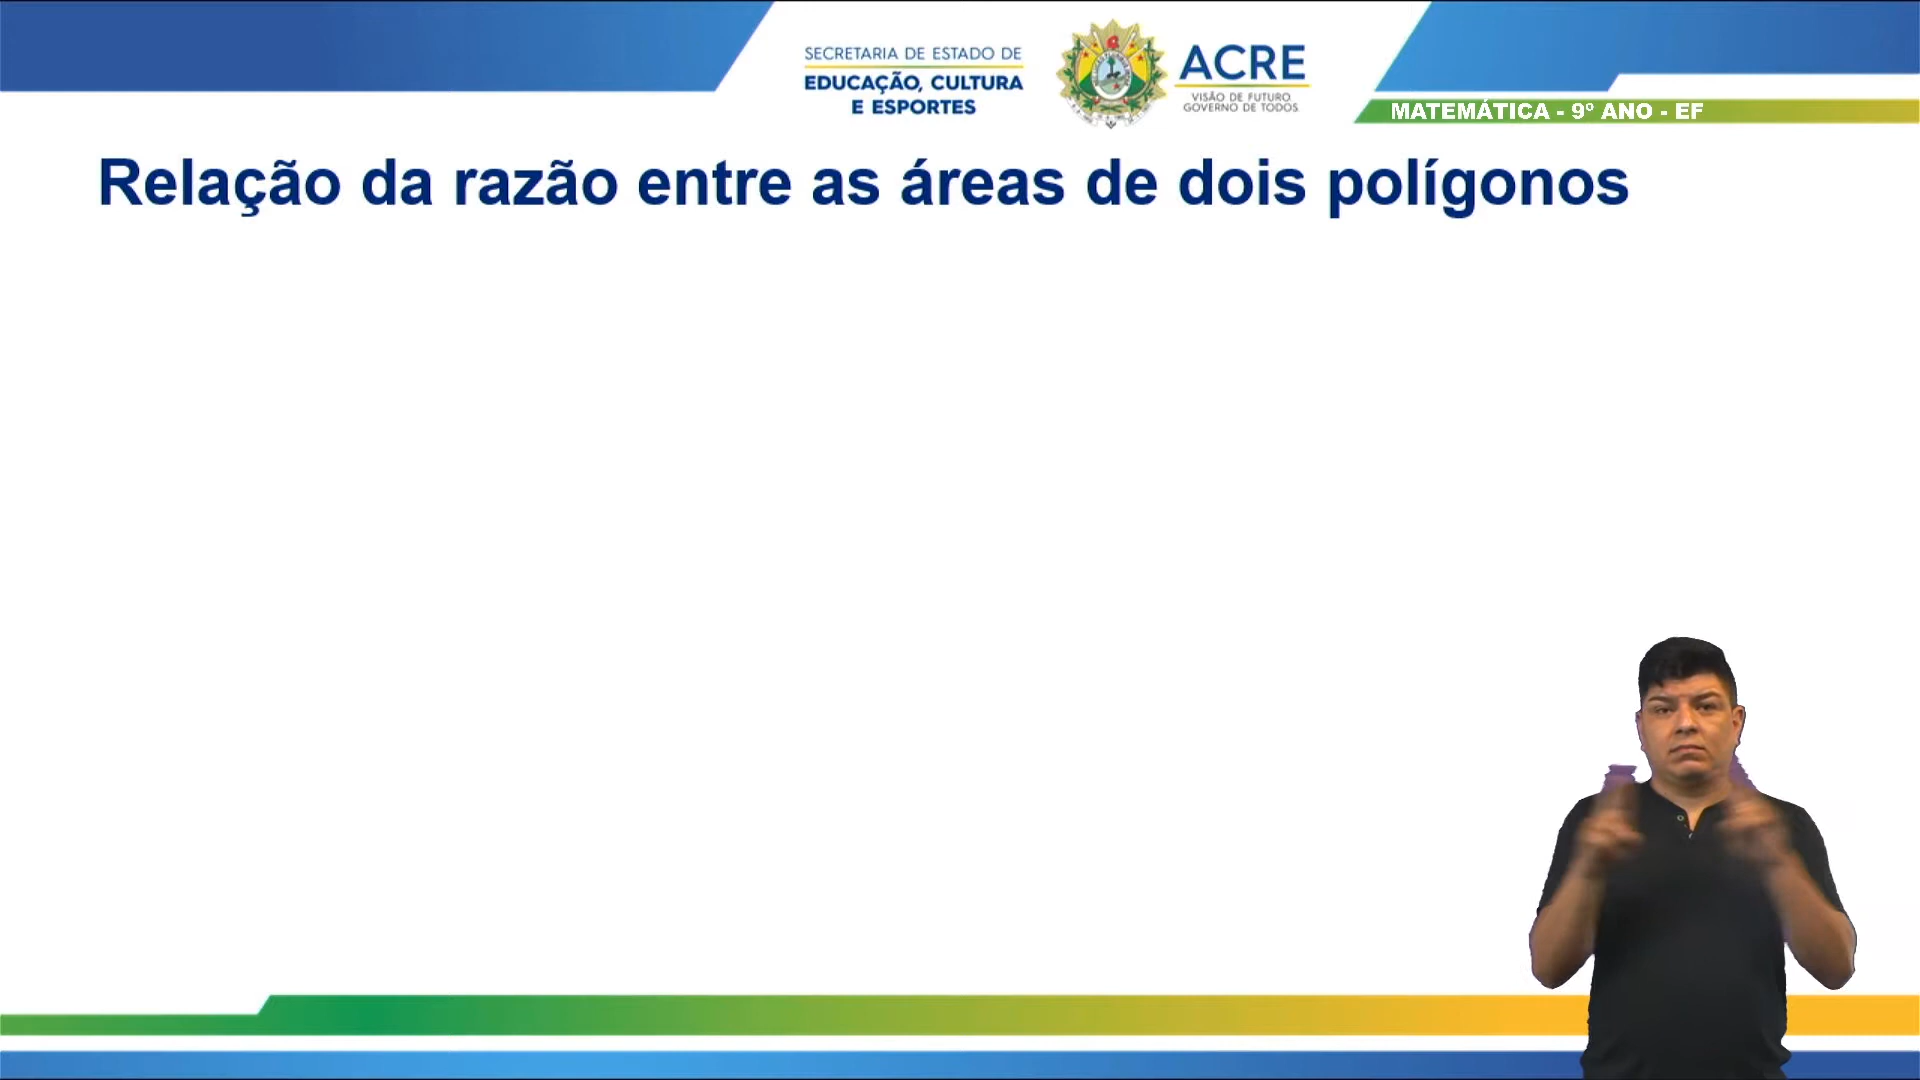 SECRETARIA DE ESTADO DE
EDUCAÇÃO, CULTURA
E ESPORTES
ACRE
VISÃO DE FUTURO
GOVERNO DE TODOS
MATEMÁTICA - 9º ANO - EF
Relação da razão entre as áreas de dois polígonos